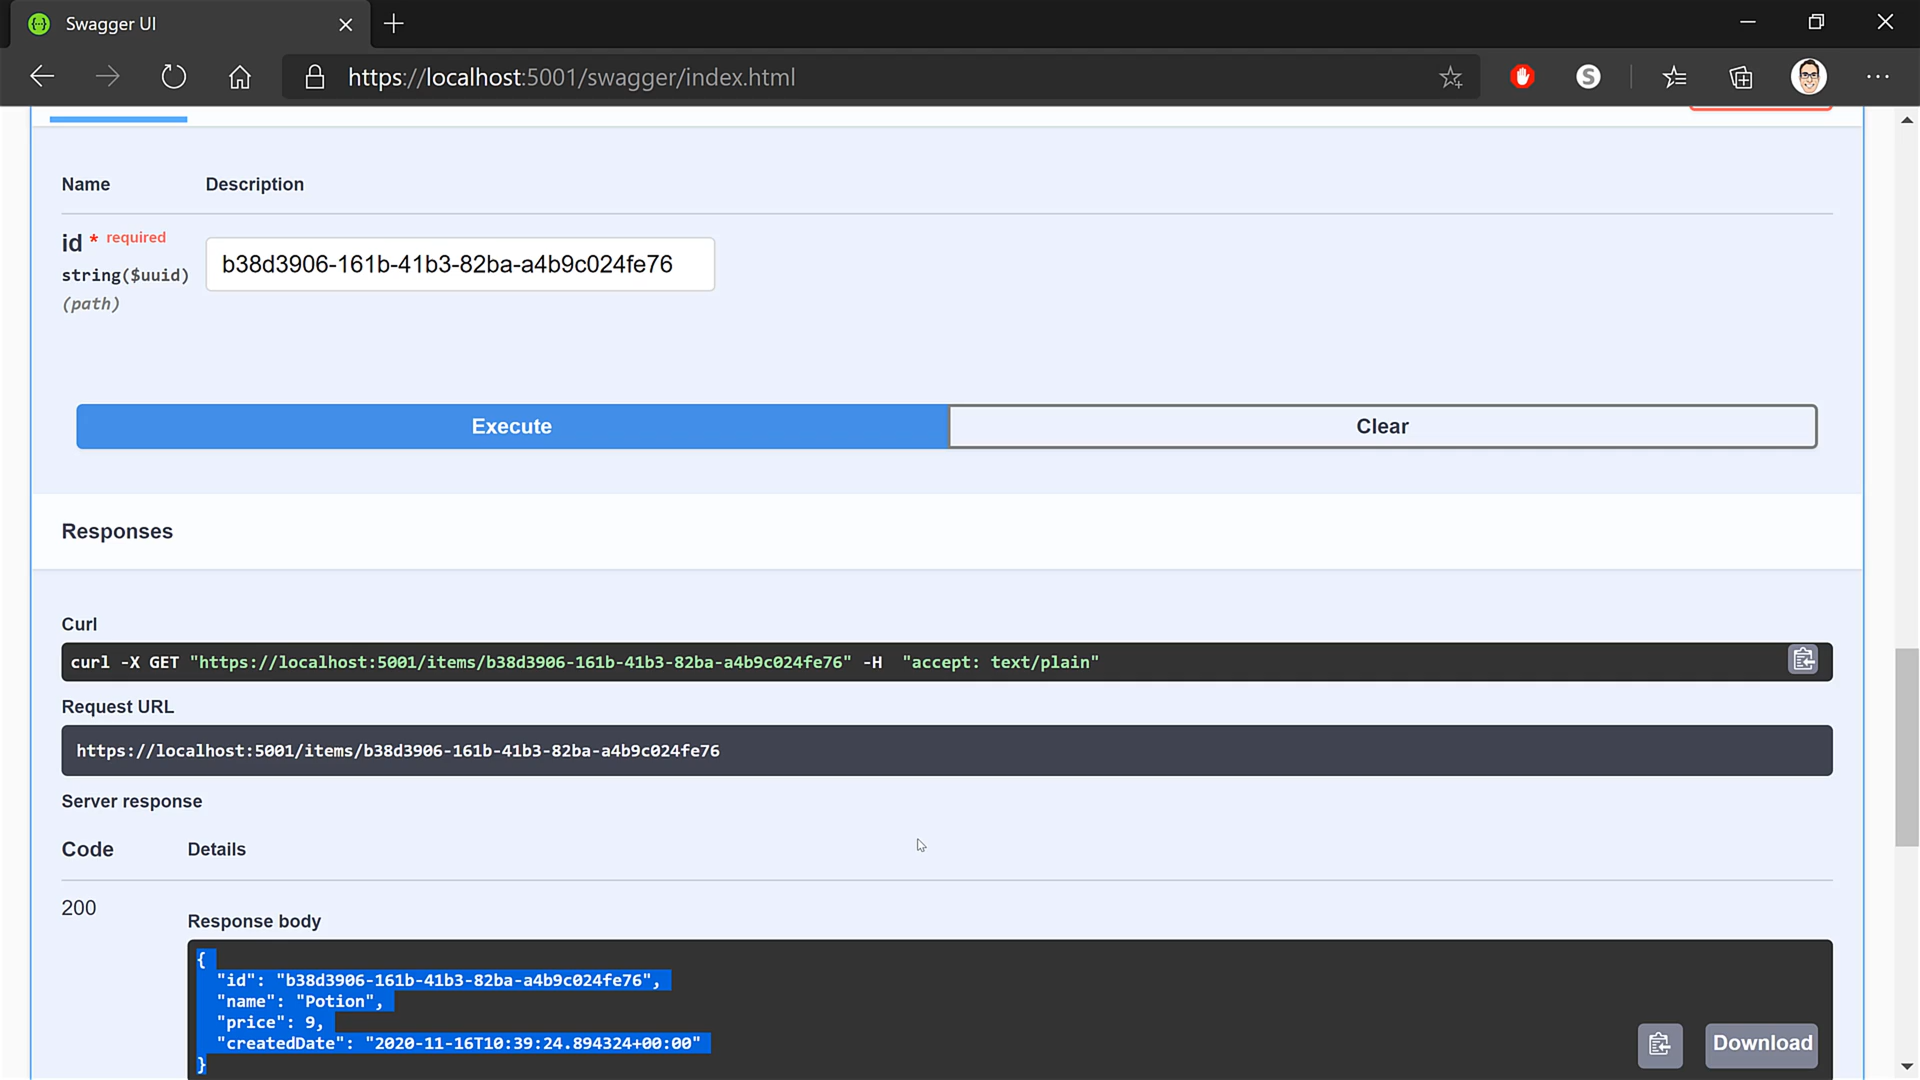 Swagger UI
https://localhost:5001/swagger/index.html
Name Description
id * required
string($uuid)
(path)
b38d3906-161b-41b3-82ba-a4b9c024fe76
Execute Clear
Responses
Curl
curl -X GET "https://localhost:5001/items/b38d3906-161b-41b3-82ba-a4b9c024fe76" -H "accept: text/plain"
Request URL
https://localhost:5001/items/b38d3906-161b-41b3-82ba-a4b9c024fe76
Server response
Code Details
200
Response body
{
"id": "b38d3906-161b-41b3-82ba-a4b9c024fe76",
"name": "Potion",
"price": 9,
"createdDate": "2020-11-16T10:39:24.894324+00:00"
}
Download